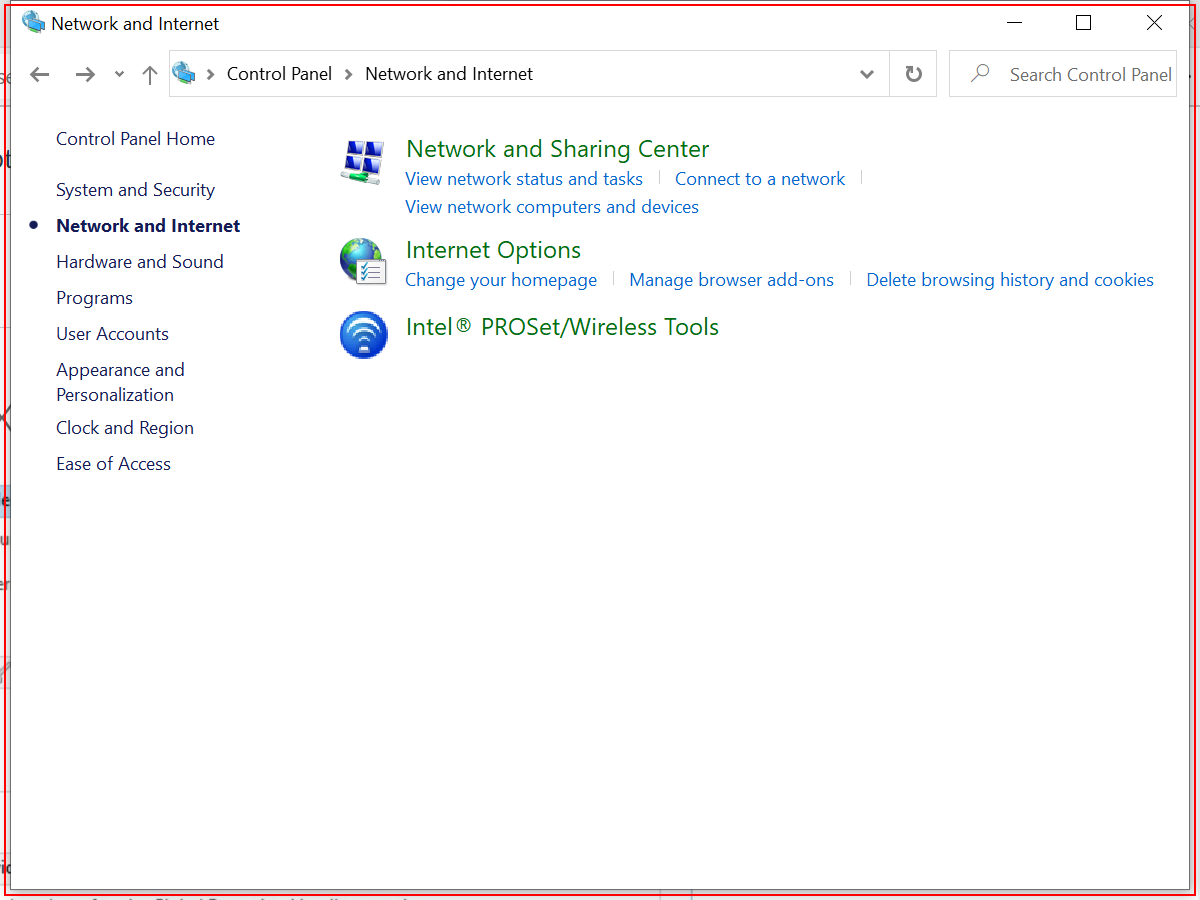 Network and Internet
Control Panel Network and Internet
Search Control Panel
Control Panel Home
System and Security
Network and Internet
Hardware and Sound
Programs
User Accounts
Appearance and
Personalization
Clock and Region
Ease of Access
Network and Sharing Center
View network status and tasks Connect to a network
View network computers and devices
Internet Options
Change your homepage Manage browser add-ons Delete browsing history and cookies
Intel® PROSet/Wireless Tools